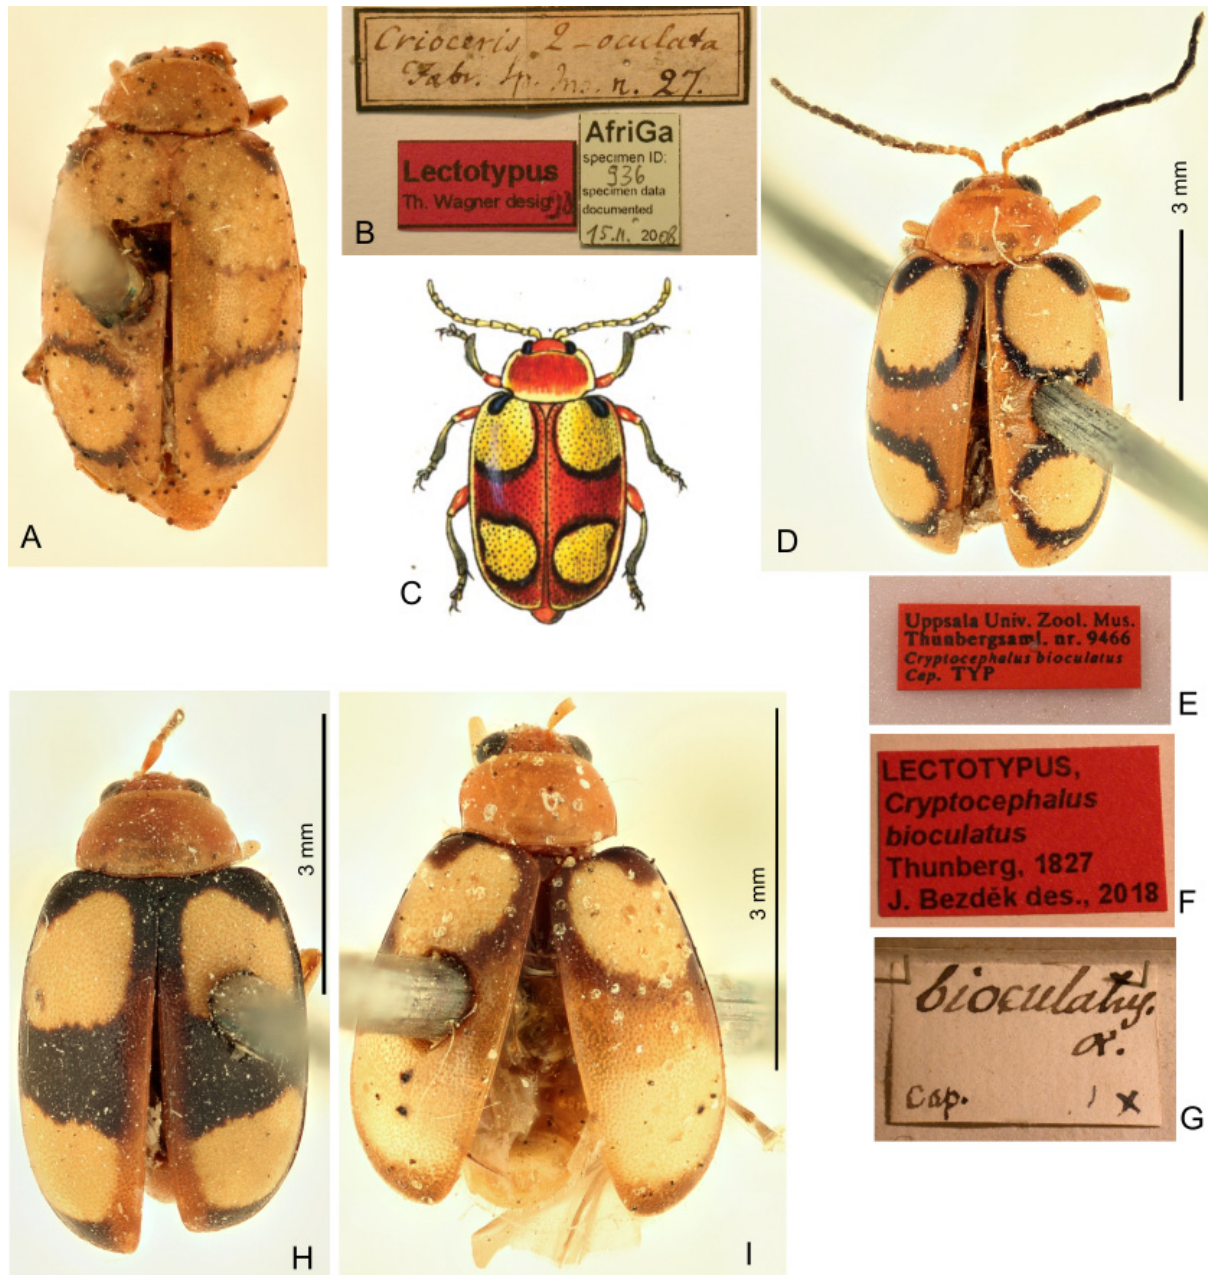 A
Crioceris 2-oculata
Fabr. Sp. Ins. n. 27.
Lectotypus
Th. Wagner desig
AfriGa
specimen ID:
936
specimen data
documented
15.11. 2008
B
C
D
3 mm
Uppsala Univ. Zool. Mus.
Thunbergsaml. nr. 9466
Cryptocephalus bioculatus
Cap. TYP
E
LECTOTYPUS,
Cryptocephalus
bioculatus
Thunberg, 1827
J. Bezděk des., 2018
F
bioculatus.
α.
Cap. 1
G
H
3 mm
I
3 mm